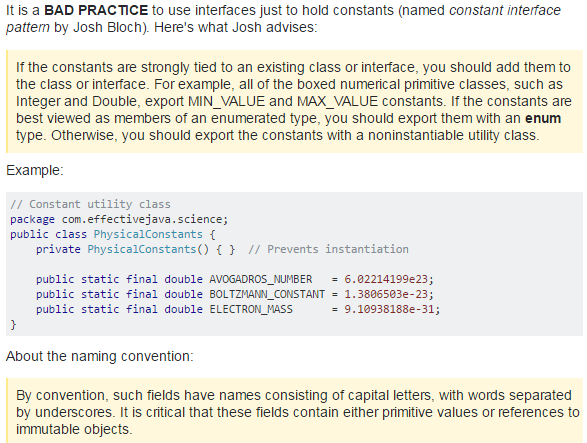 It is a BAD PRACTICE to use interfaces just to hold constants (named constant interface
pattern by Josh Bloch). Here's what Josh advises:
If the constants are strongly tied to an existing class or interface, you should add them to
the class or interface. For example, all of the boxed numerical primitive classes, such as
Integer and Double, export MIN_VALUE and MAX_VALUE constants. If the constants are
best viewed as members of an enumerated type, you should export them with an enum
type. Otherwise, you should export the constants with a noninstantiable utility class.
Example:
// Constant utility class
package com.effectivejava.science;
public class PhysicalConstants {
    private PhysicalConstants() { }  // Prevents instantiation
    public static final double AVOGADROS_NUMBER   = 6.02214199e23;
    public static final double BOLTZMANN_CONSTANT = 1.3806503e-23;
    public static final double ELECTRON_MASS      = 9.10938188e-31;
}
About the naming convention:
By convention, such fields have names consisting of capital letters, with words separated
by underscores. It is critical that these fields contain either primitive values or references to
immutable objects.